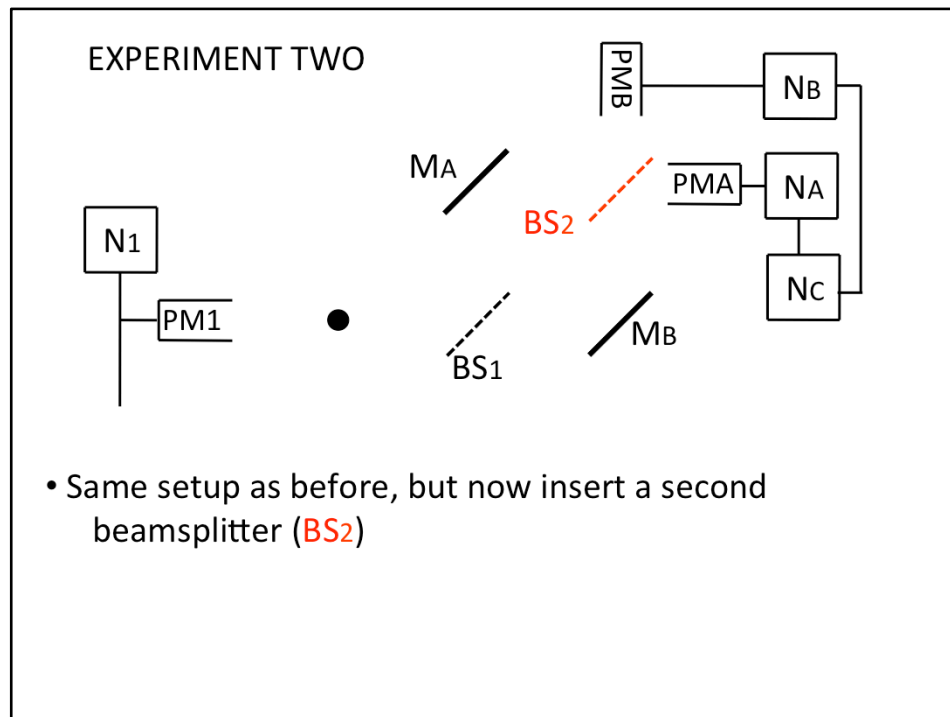 EXPERIMENT TWO
PMB
NB
MA
PMA
NA
BS2
N1
NC
PM1
MB
BS1
• Same setup as before, but now insert a second
beamsplitter (BS2)